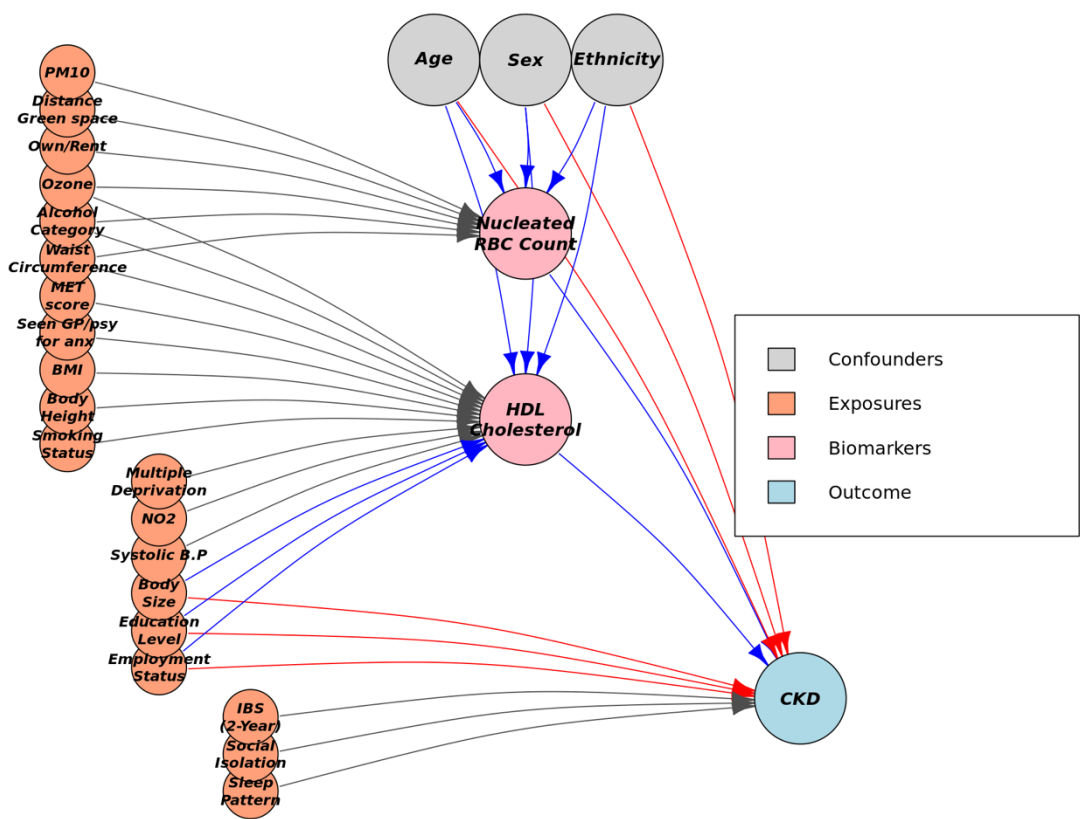 Age
Sex
Ethnicity
PM10
Distance
Green space
Own/Rent
Ozone
Alcohol
Category
Waist
Circumference
MET
score
Seen GP/psy
for anx
BMI
Body
Height
Smoking
Status
Nucleated
RBC Count
HDL
Cholesterol
Multiple
Deprivation
NO2
Systolic B.P
Body
Size
Education
Level
Employment
Status
IBS
(2-Year)
Social
Isolation
Sleep
Pattern
CKD
Confounders
Exposures
Biomarkers
Outcome